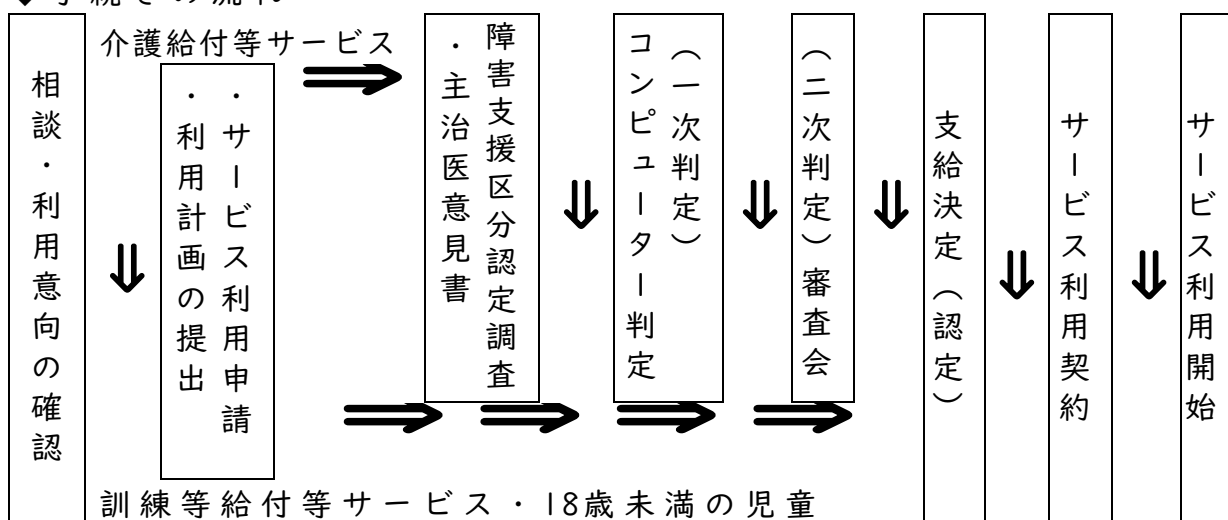 ◆手続きの流れ
相談・利用意向の確認
介護給付等サービス
・サービス利用申請
・利用計画の提出
障害支援区分認定調査
・主治医意見書
（一次判定）
コンピューター判定
（二次判定）審査会
支給決定（認定）
サービス利用契約
サービス利用開始
訓練等給付等サービス・18歳未満の児童